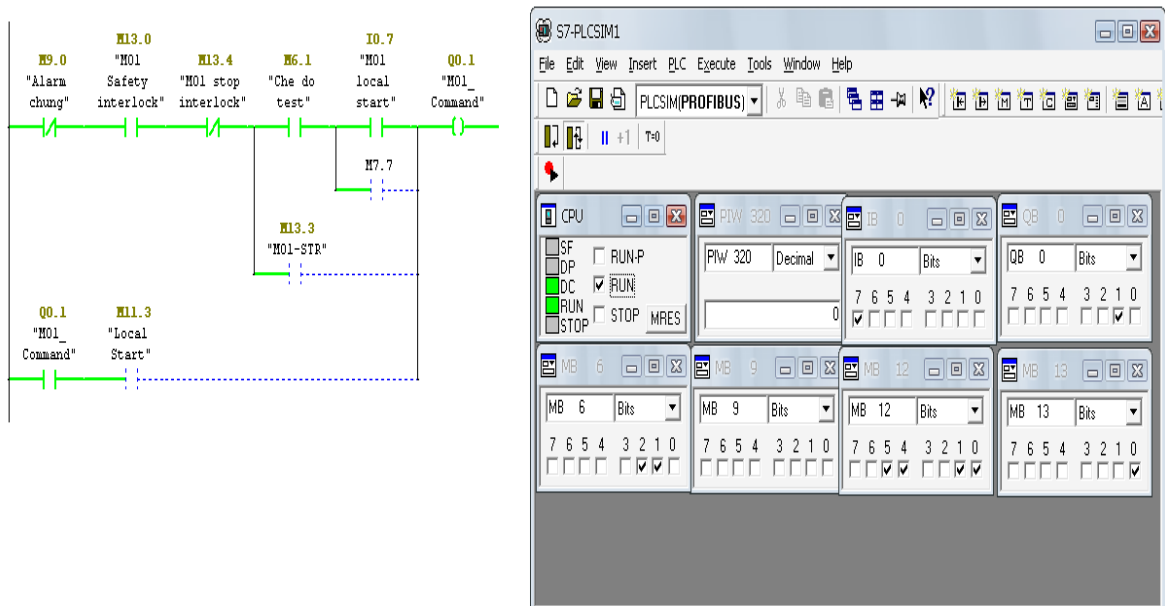 M9.0
"Alarm
chung"
M13.0
"M01
Safety
interlock"
M13.4
"M01 stop
interlock"
M6.1
"Che do
test"
I0.7
"M01
local
start"
Q0.1
"M01_
Command"
M7.7
M13.3
"M01-STR"
Q0.1
"M01_
Command"
M11.3
"Local
Start"
S7-PLCSIM1
File Edit View Insert PLC Execute Tools Window Help
PLCSIM(PROFIBUS)
+1 T=0
CPU
SF
DP
DC
RUN
STOP
RUN-P
RUN
STOP
MRES
PIW 320
PIW 320 Decimal
0
IB 0
IB 0 Bits
7 6 5 4 3 2 1 0
QB 0
QB 0 Bits
7 6 5 4 3 2 1 0
MB 6
MB 6 Bits
7 6 5 4 3 2 1 0
MB 9
MB 9 Bits
7 6 5 4 3 2 1 0
MB 12
MB 12 Bits
7 6 5 4 3 2 1 0
MB 13
MB 13 Bits
7 6 5 4 3 2 1 0